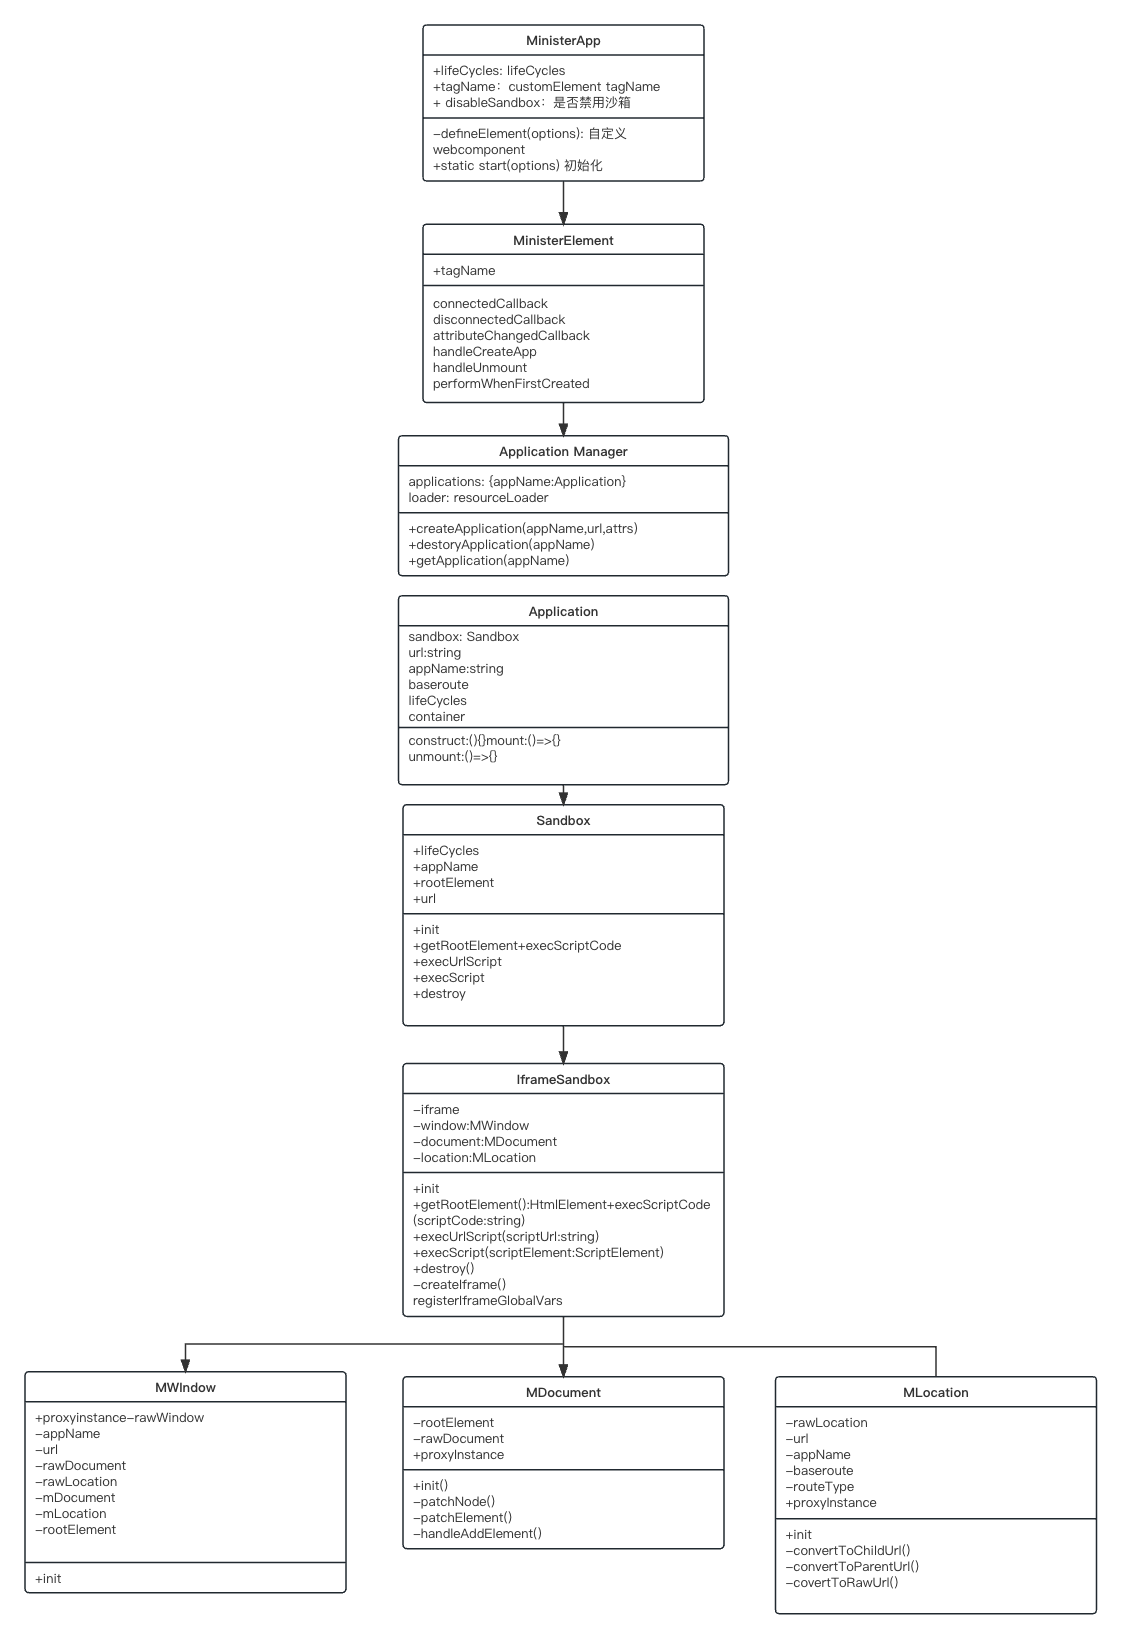 MinisterApp
+lifeCycles: lifeCycles
+tagName：customElement tagName
+ disableSandbox：是否禁用沙箱
-defineElement(options): 自定义
webcomponent
+static start(options) 初始化
MinisterElement
+tagName
connectedCallback
disconnectedCallback
attributeChangedCallback
handleCreateApp
handleUnmount
performWhenFirstCreated
Application Manager
applications: {appName:Application}
loader: resourceLoader
+createApplication(appName,url,attrs)
+destoryApplication(appName)
+getApplication(appName)
Application
sandbox: Sandbox
url:string
appName:string
baseroute
lifeCycles
container
construct:(){}mount:()=>{}
unmount:()=>{}
Sandbox
+lifeCycles
+appName
+rootElement
+url
+init
+getRootElement+execScriptCode
+execUrlScript
+execScript
+destroy
IframeSandbox
-iframe
-window:MWindow
-document:MDocument
-location:MLocation
+init
+getRootElement():HtmlElement+execScriptCode
(scriptCode:string)
+execUrlScript(scriptUrl:string)
+execScript(scriptElement:ScriptElement)
+destroy()
-createIframe()
registerIframeGlobalVars
MWIndow
+proxyinstance-rawWindow
-appName
-url
-rawDocument
-rawLocation
-mDocument
-mLocation
-rootElement
+init
MDocument
-rootElement
-rawDocument
+proxyInstance
+init()
-patchNode()
-patchElement()
-handleAddElement()
MLocation
-rawLocation
-url
-appName
-baseroute
-routeType
+proxyInstance
+init
-convertToChildUrl()
-convertToParentUrl()
-covertToRawUrl()